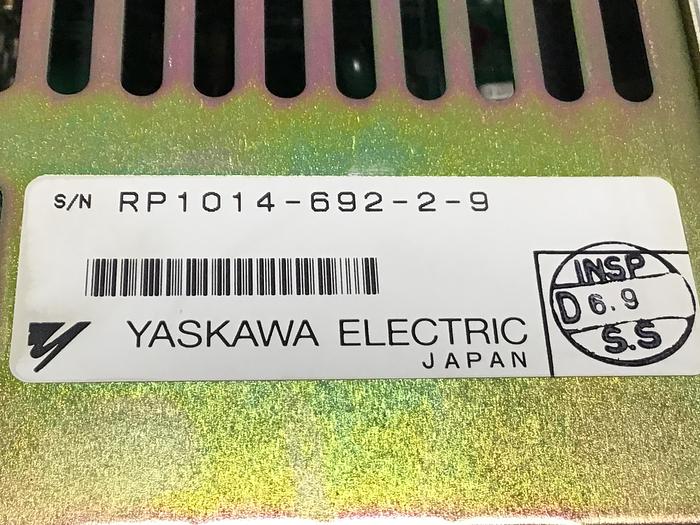 S/N RP1014-692-2-9
YASKAWA ELECTRIC
JAPAN
INSP
D 6.9
S.S